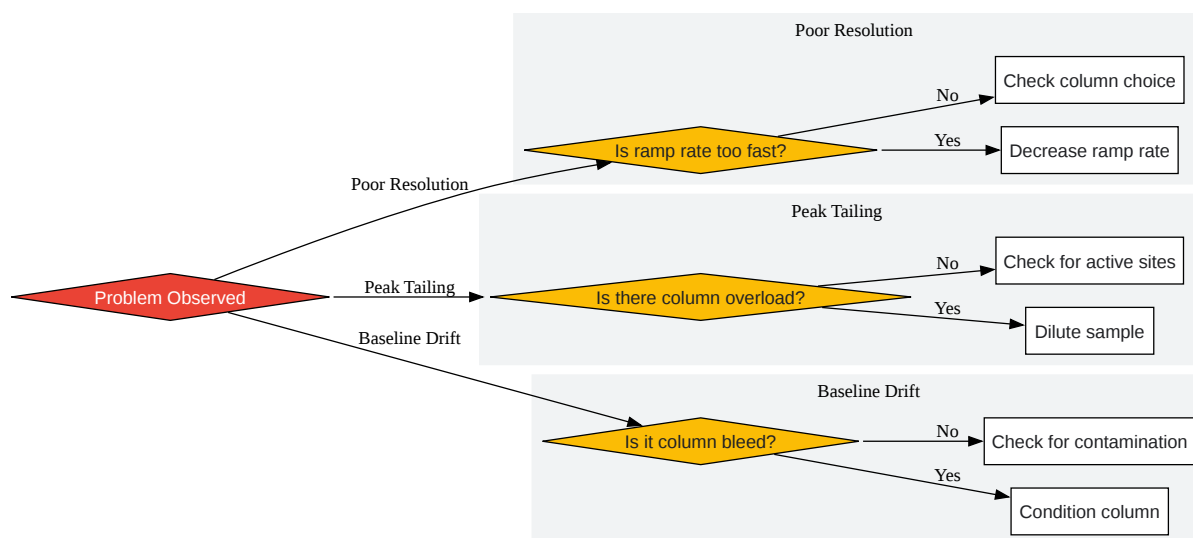 Poor Resolution
Check column choice
No
Is ramp rate too fast?
Yes
Decrease ramp rate
Poor Resolution
Peak Tailing
Check for active sites
No
Problem Observed
Peak Tailing
Is there column overload?
Yes
Dilute sample
Baseline Drift
Baseline Drift
Is it column bleed?
No
Check for contamination
Yes
Condition column